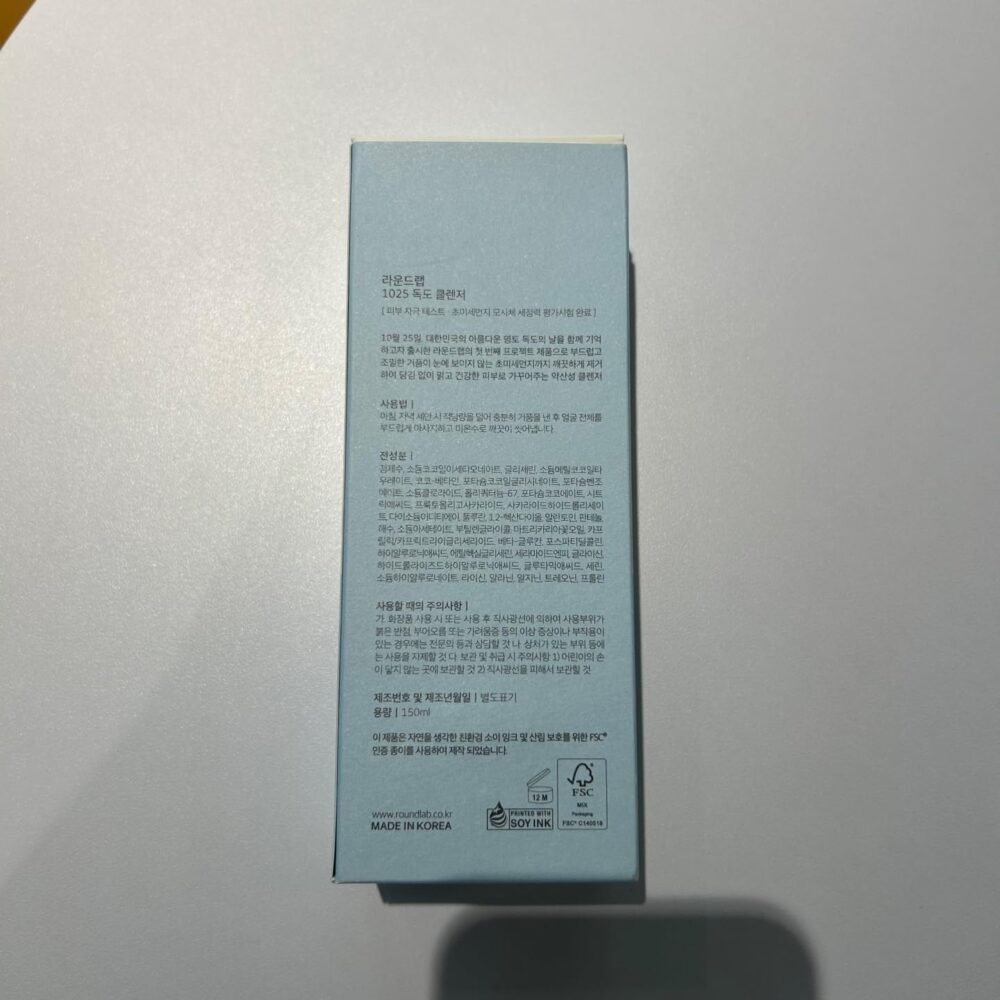 라운드랩
1025 독도 클렌저
[ 피부 자극 테스트 · 초미세먼지 모사체 세정력 평가시험 완료 ]
10월 25일, 대한민국의 아름다운 영토 독도의 날을 함께 기억
하고자 출시한 라운드랩의 첫 번째 프로젝트 제품으로 부드럽고
조밀한 거품이 눈에 보이지 않는 초미세먼지까지 깨끗하게 제거
하여 당김 없이 맑고 건강한 피부로 가꾸어주는 약산성 클렌저
사용법 |
아침, 저녁 세안 시 적당량을 덜어 충분히 거품을 낸 후 얼굴 전체를
부드럽게 마사지하고 미온수로 깨끗이 씻어냅니다.
전성분 |
정제수, 소듐코코일이세티오네이트, 글리세린, 소듐메틸코코일타
우레이트, 코코-베타인, 포타슘코코일글리시네이트, 포타슘벤조
에이트, 소듐클로라이드, 폴리쿼터늄-67, 포타슘코코에이트, 시트
릭애씨드, 프룩토올리고사카라이드, 사카라이드하이드롤리세이
트, 다이소듐이디티에이, 풀루란, 1,2-헥산다이올, 알란토인, 판테놀,
해수, 소듐아세테이트, 부틸렌글라이콜, 마트리카리아꽃오일, 카프
릴릭/카프릭트라이글리세라이드, 베타-글루칸, 포스파티딜콜린,
하이알루로닉애씨드, 에틸헥실글리세린, 세라마이드엔피, 글라이신,
하이드롤라이즈드하이알루로닉애씨드, 글루타믹애씨드, 세린,
소듐하이알루로네이트, 라이신, 알라닌, 알지닌, 트레오닌, 프롤린
사용할 때의 주의사항 |
가. 화장품 사용 시 또는 사용 후 직사광선에 의하여 사용부위가
붉은 반점, 부어오름 또는 가려움증 등의 이상 증상이나 부작용이
있는 경우에는 전문의 등과 상담할 것 나. 상처가 있는 부위 등에
는 사용을 자제할 것 다. 보관 및 취급 시 주의사항 1) 어린이의 손
이 닿지 않는 곳에 보관할 것 2) 직사광선을 피해서 보관할 것
제조번호 및 제조년월일 | 별도표기
용량 | 150ml
이 제품은 자연을 생각한 친환경 소이 잉크 및 산림 보호를 위한 FSC®
인증 종이를 사용하여 제작 되었습니다.
12 M
FSC
MIX
Packaging
FSC® C140518
PRINTED WITH
SOY INK
www.roundlab.co.kr
MADE IN KOREA